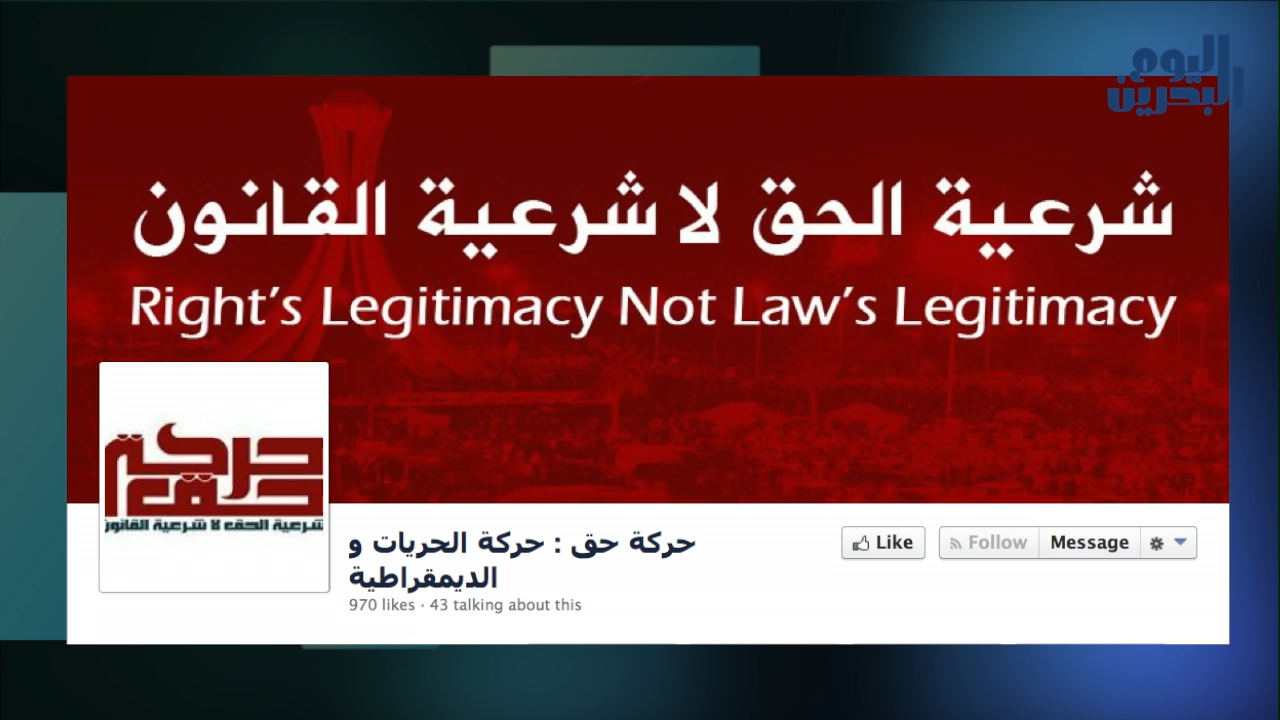 اليوم
البحرين
شرعية الحق لا شرعية القانون
Right's Legitimacy Not Law's Legitimacy
حركة
حق
شرعية الحق لا شرعية القانون
حركة حق : حركة الحريات و
الديمقراطية
970 likes · 43 talking about this
Like
Follow
Message